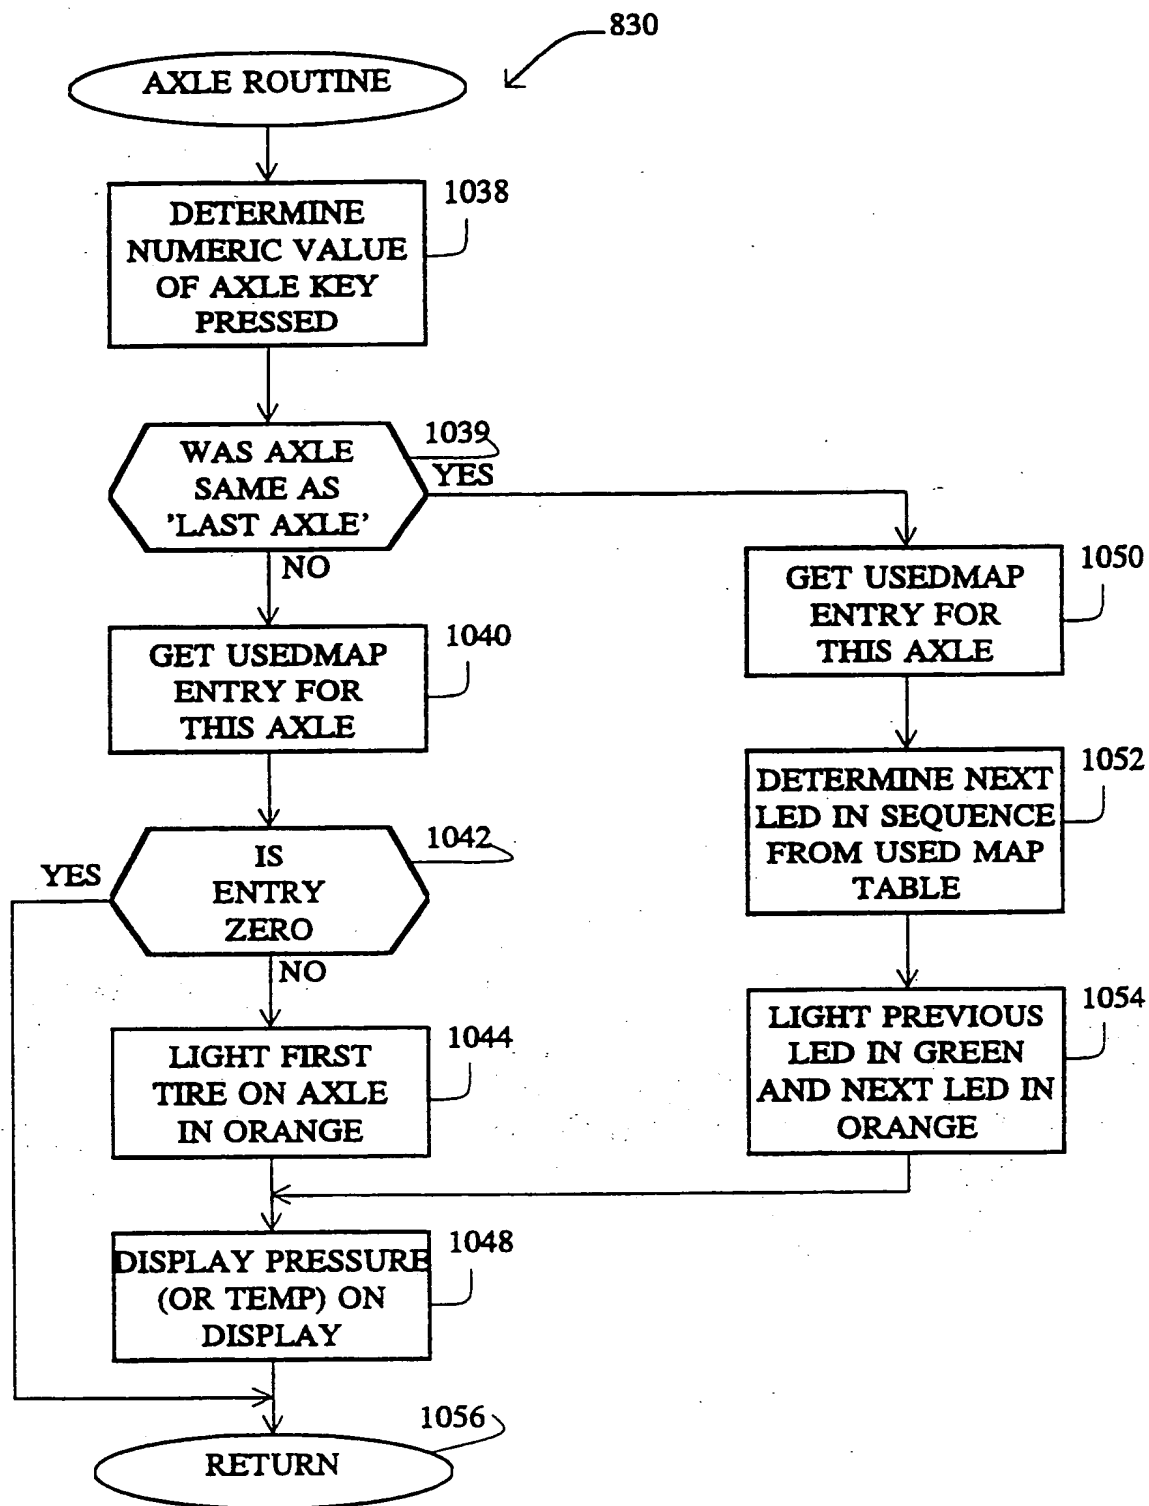 830
AXLE ROUTINE
1038
DETERMINE
NUMERIC VALUE
OF AXLE KEY
PRESSED
1039
WAS AXLE
SAME AS
'LAST AXLE'
YES
NO
1050
GET USEDMAP
ENTRY FOR
THIS AXLE
1040
GET USEDMAP
ENTRY FOR
THIS AXLE
1052
DETERMINE NEXT
LED IN SEQUENCE
FROM USED MAP
TABLE
1042
IS
ENTRY
ZERO
YES
NO
1054
LIGHT PREVIOUS
LED IN GREEN
AND NEXT LED IN
ORANGE
1044
LIGHT FIRST
TIRE ON AXLE
IN ORANGE
1048
DISPLAY PRESSURE
(OR TEMP) ON
DISPLAY
1056
RETURN